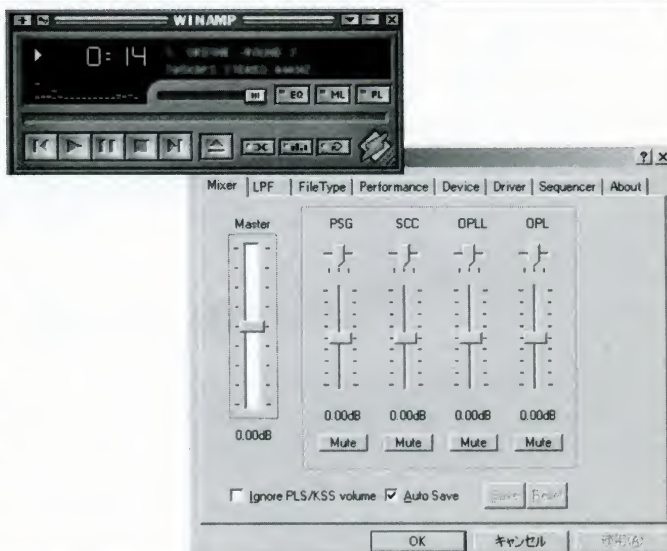 WINAMP
0:14
EQ ML PL
Mixer LPF FileType Performance Device Driver Sequencer About
Master PSG SCC OPLL OPL
0.00dB 0.00dB 0.00dB 0.00dB
0.00dB
Mute Mute Mute Mute
Ignore PLS/KSS volume Auto Save Save Reset
OK キャンセル